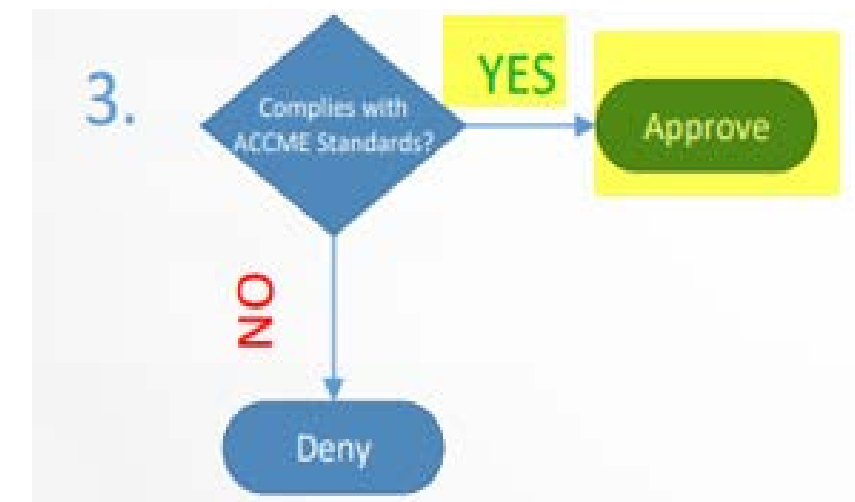 3.
Complies with
ACCME Standards?
YES
Approve
NO
Deny